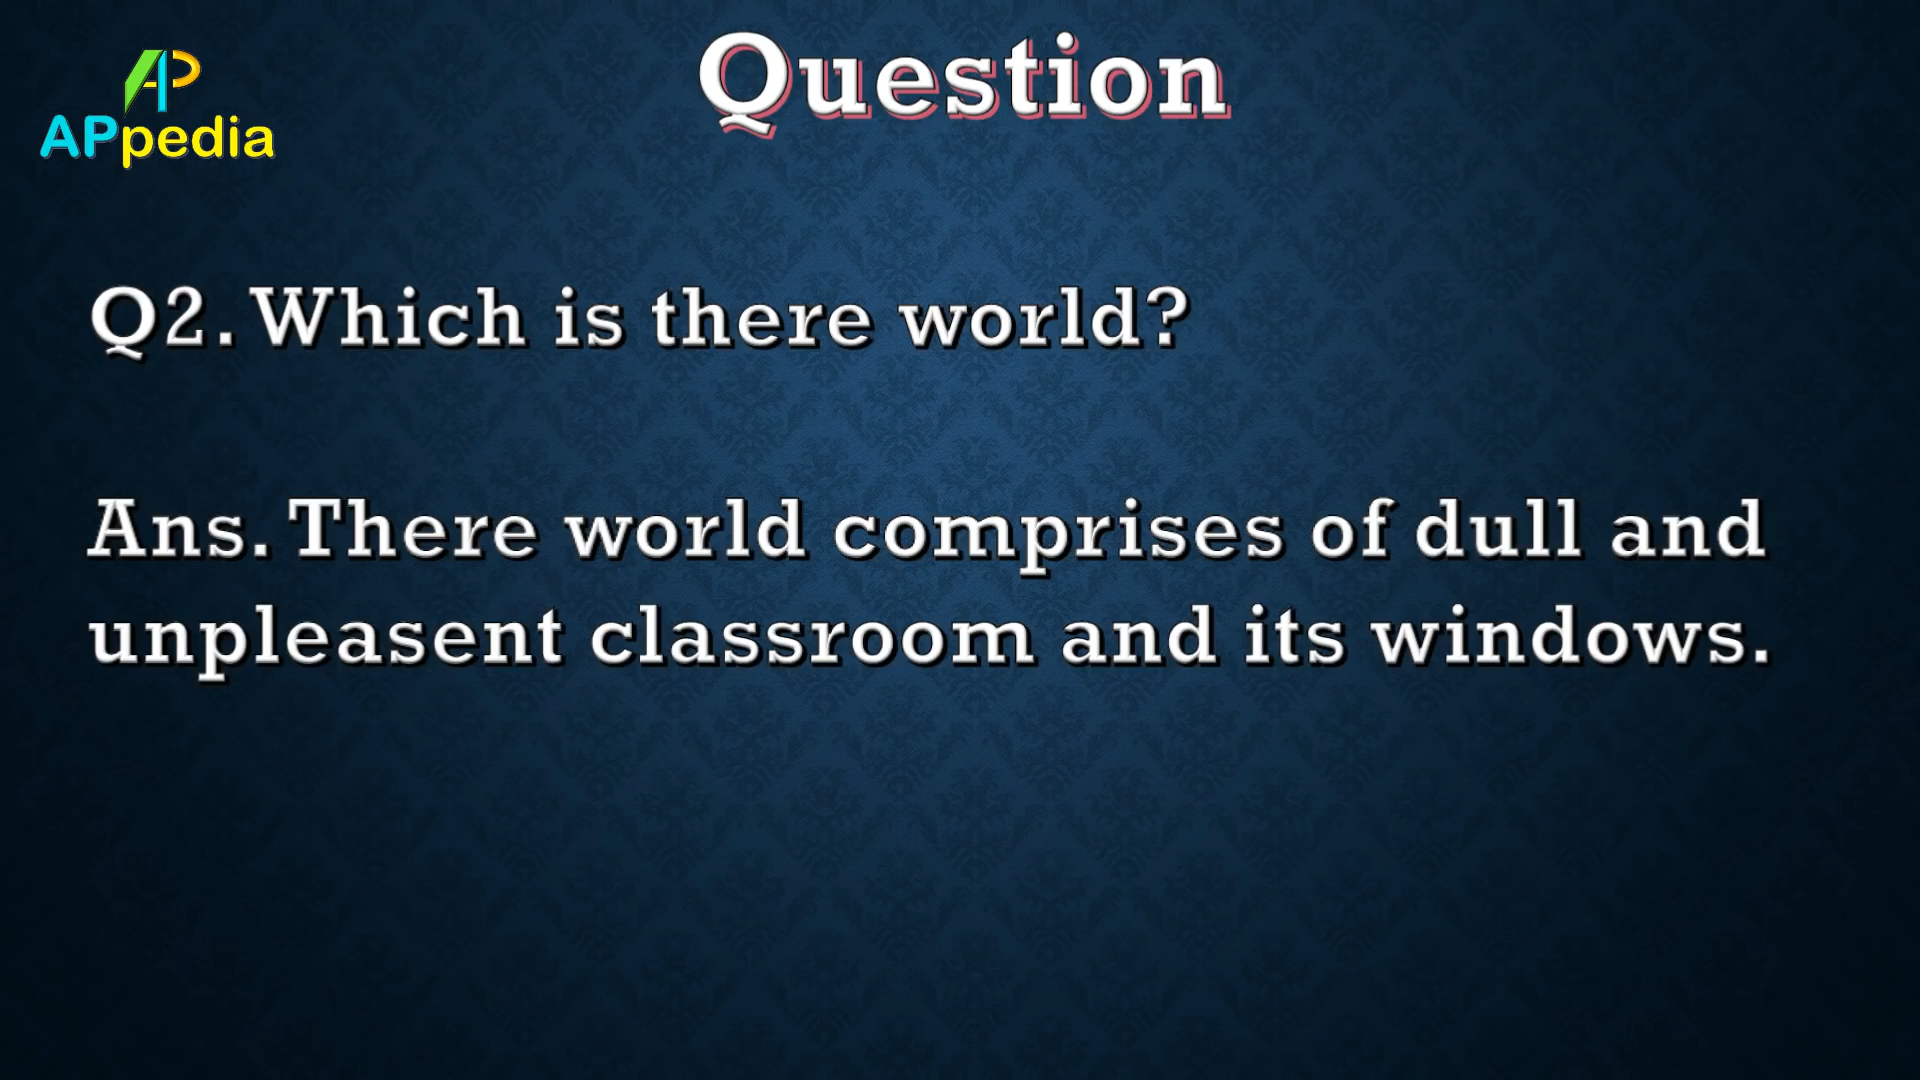 Question
AP
APpedia
Q2. Which is there world?
Ans. There world comprises of dull and
unpleasent classroom and its windows.